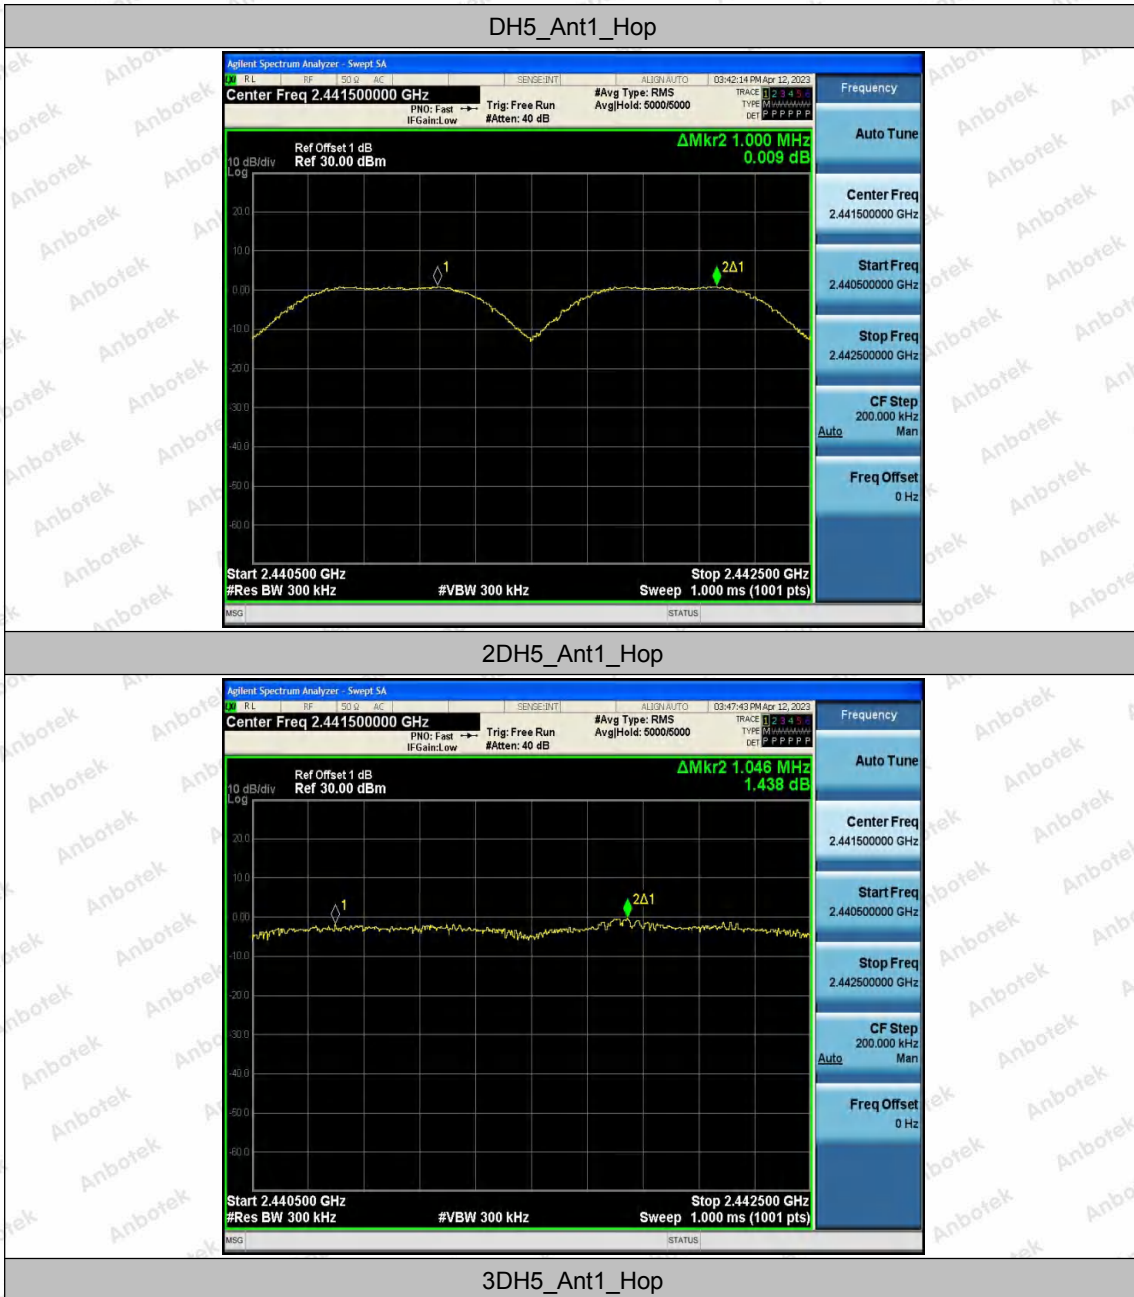 DH5_Ant1_Hop
Agilent Spectrum Analyzer - Swept SA
RL RF 50 Ω AC SENSE:INT ALIGN AUTO 03:42:14 PM Apr 12, 2023
Center Freq 2.441500000 GHz
PNO: Fast
IFGain:Low
Trig: Free Run
#Atten: 40 dB
#Avg Type: RMS
Avg|Hold: 5000/5000
TRACE 1 2 3 4 5 6
TYPE M
DET P P P P P P
Frequency
ΔMkr2 1.000 MHz
0.009 dB
Ref Offset 1 dB
10 dB/div Ref 30.00 dBm
Log
20.0
10.0
0.00
-10.0
-20.0
-30.0
-40.0
-50.0
-60.0
1
2Δ1
Start 2.440500 GHz
Stop 2.442500 GHz
#Res BW 300 kHz
#VBW 300 kHz
Sweep 1.000 ms (1001 pts)
MSG
STATUS
Auto Tune
Center Freq
2.441500000 GHz
Start Freq
2.440500000 GHz
Stop Freq
2.442500000 GHz
CF Step
200.000 kHz
Auto Man
Freq Offset
0 Hz
2DH5_Ant1_Hop
Agilent Spectrum Analyzer - Swept SA
RL RF 50 Ω AC SENSE:INT ALIGN AUTO 03:47:43 PM Apr 12, 2023
Center Freq 2.441500000 GHz
PNO: Fast
IFGain:Low
Trig: Free Run
#Atten: 40 dB
#Avg Type: RMS
Avg|Hold: 5000/5000
TRACE 1 2 3 4 5 6
TYPE M
DET P P P P P P
Frequency
ΔMkr2 1.046 MHz
1.438 dB
Ref Offset 1 dB
10 dB/div Ref 30.00 dBm
Log
20.0
10.0
0.00
-10.0
-20.0
-30.0
-40.0
-50.0
-60.0
1
2Δ1
Start 2.440500 GHz
Stop 2.442500 GHz
#Res BW 300 kHz
#VBW 300 kHz
Sweep 1.000 ms (1001 pts)
MSG
STATUS
Auto Tune
Center Freq
2.441500000 GHz
Start Freq
2.440500000 GHz
Stop Freq
2.442500000 GHz
CF Step
200.000 kHz
Auto Man
Freq Offset
0 Hz
3DH5_Ant1_Hop